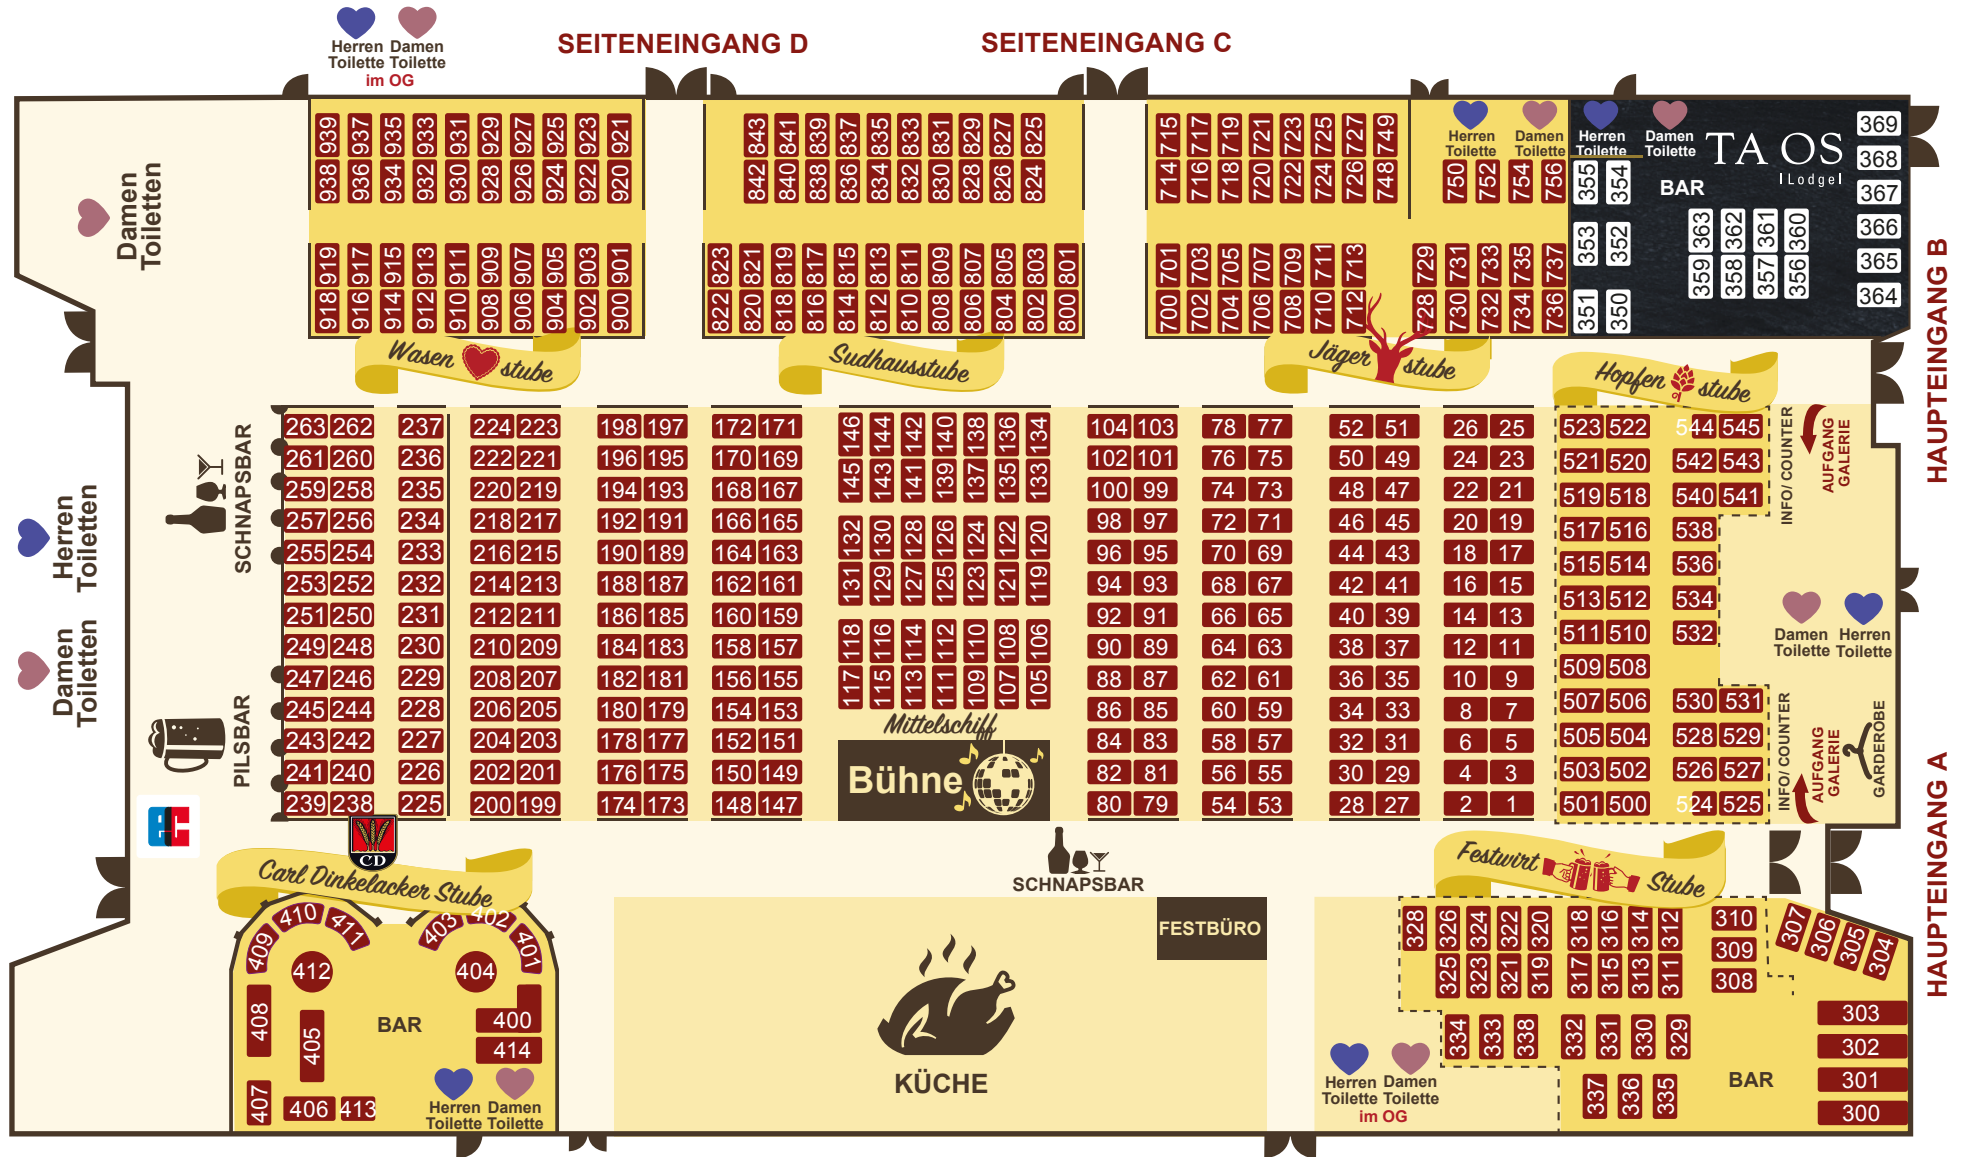 Herren Damen
Toilette Toilette
im OG
SEITENEINGANG D
SEITENEINGANG C
939 937 935 933 931 929 927 925 923 921
938 936 934 932 930 928 926 924 922 920
919 917 915 913 911 909 907 905 903 901
918 916 914 912 910 908 906 904 902 900
Wasen stube
843 841 839 837 835 833 831 829 827 825
842 840 838 836 834 832 830 828 826 824
823 821 819 817 815 813 811 809 807 805 803 801
822 820 818 816 814 812 810 808 806 804 802 800
Sudhausstube
715 717 719 721 723 725 727 749
714 716 718 720 722 724 726 748
Herren Damen
Toilette Toilette
750 752 754 756
701 703 705 707 709 711 713 729 731 733 735 737
700 702 704 706 708 710 712 728 730 732 734 736
Jäger stube
Herren Damen
Toilette Toilette
TAOS
Lodge
BAR
355 354
353 352
351 350
363 362 361 360
359 358 357 356
369
368
367
366
365
364
HAUPTEINGANG B
Damen
Toiletten
Herren
Toiletten
Damen
Toiletten
SCHNAPSBAR
PILSBAR
263 262 237 224 223 198 197 172 171
261 260 236 222 221 196 195 170 169
259 258 235 220 219 194 193 168 167
257 256 234 218 217 192 191 166 165
255 254 233 216 215 190 189 164 163
253 252 232 214 213 188 187 162 161
251 250 231 212 211 186 185 160 159
249 248 230 210 209 184 183 158 157
247 246 229 208 207 182 181 156 155
245 244 228 206 205 180 179 154 153
243 242 227 204 203 178 177 152 151
241 240 226 202 201 176 175 150 149
239 238 225 200 199 174 173 148 147
146 144 142 140 138 136 134
145 143 141 139 137 135 133
132 130 128 126 124 122 120
131 129 127 125 123 121 119
118 116 114 112 110 108 106
117 115 113 111 109 107 105
Mittelschiff
Bühne
104 103 78 77 52 51 26 25
102 101 76 75 50 49 24 23
100 99 74 73 48 47 22 21
98 97 72 71 46 45 20 19
96 95 70 69 44 43 18 17
94 93 68 67 42 41 16 15
92 91 66 65 40 39 14 13
90 89 64 63 38 37 12 11
88 87 62 61 36 35 10 9
86 85 60 59 34 33 8 7
84 83 58 57 32 31 6 5
82 81 56 55 30 29 4 3
80 79 54 53 28 27 2 1
Hopfen stube
523 522 544 545
521 520 542 543
519 518 540 541
517 516 538
515 514 536
513 512 534
511 510 532
509 508
507 506 530 531
505 504 528 529
503 502 526 527
501 500 524 525
INFO/ COUNTER
AUFGANG
GALERIE
Damen Herren
Toilette Toilette
INFO/ COUNTER
AUFGANG
GALERIE
GARDEROBE
HAUPTEINGANG A
CD
Carl Dinkelacker Stube
410 411 403 402
409 401
412 404
408 405 400
414
407 406 413
BAR
Herren Damen
Toilette Toilette
SCHNAPSBAR
FESTBÜRO
KÜCHE
Festwirt Stube
328 326 324 322 320 318 316 314 312
325 323 321 319 317 315 313 311
310
309
308
307 306 305 304
334 333 338 332 331 330 329
337 336 335
BAR
303
302
301
300
Herren Damen
Toilette Toilette
im OG